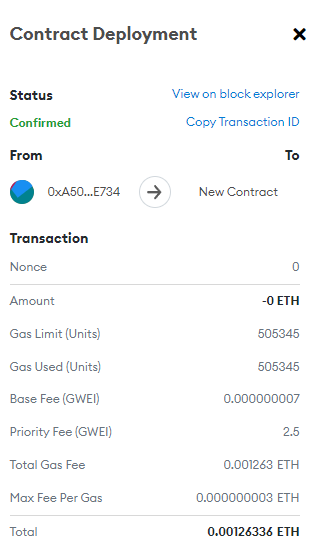 Contract Deployment
Status View on block explorer
Confirmed Copy Transaction ID
From To
0xA50...E734 New Contract
Transaction
Nonce 0
Amount -0 ETH
Gas Limit (Units) 505345
Gas Used (Units) 505345
Base Fee (GWEI) 0.000000007
Priority Fee (GWEI) 2.5
Total Gas Fee 0.001263 ETH
Max Fee Per Gas 0.000000003 ETH
Total 0.00126336 ETH